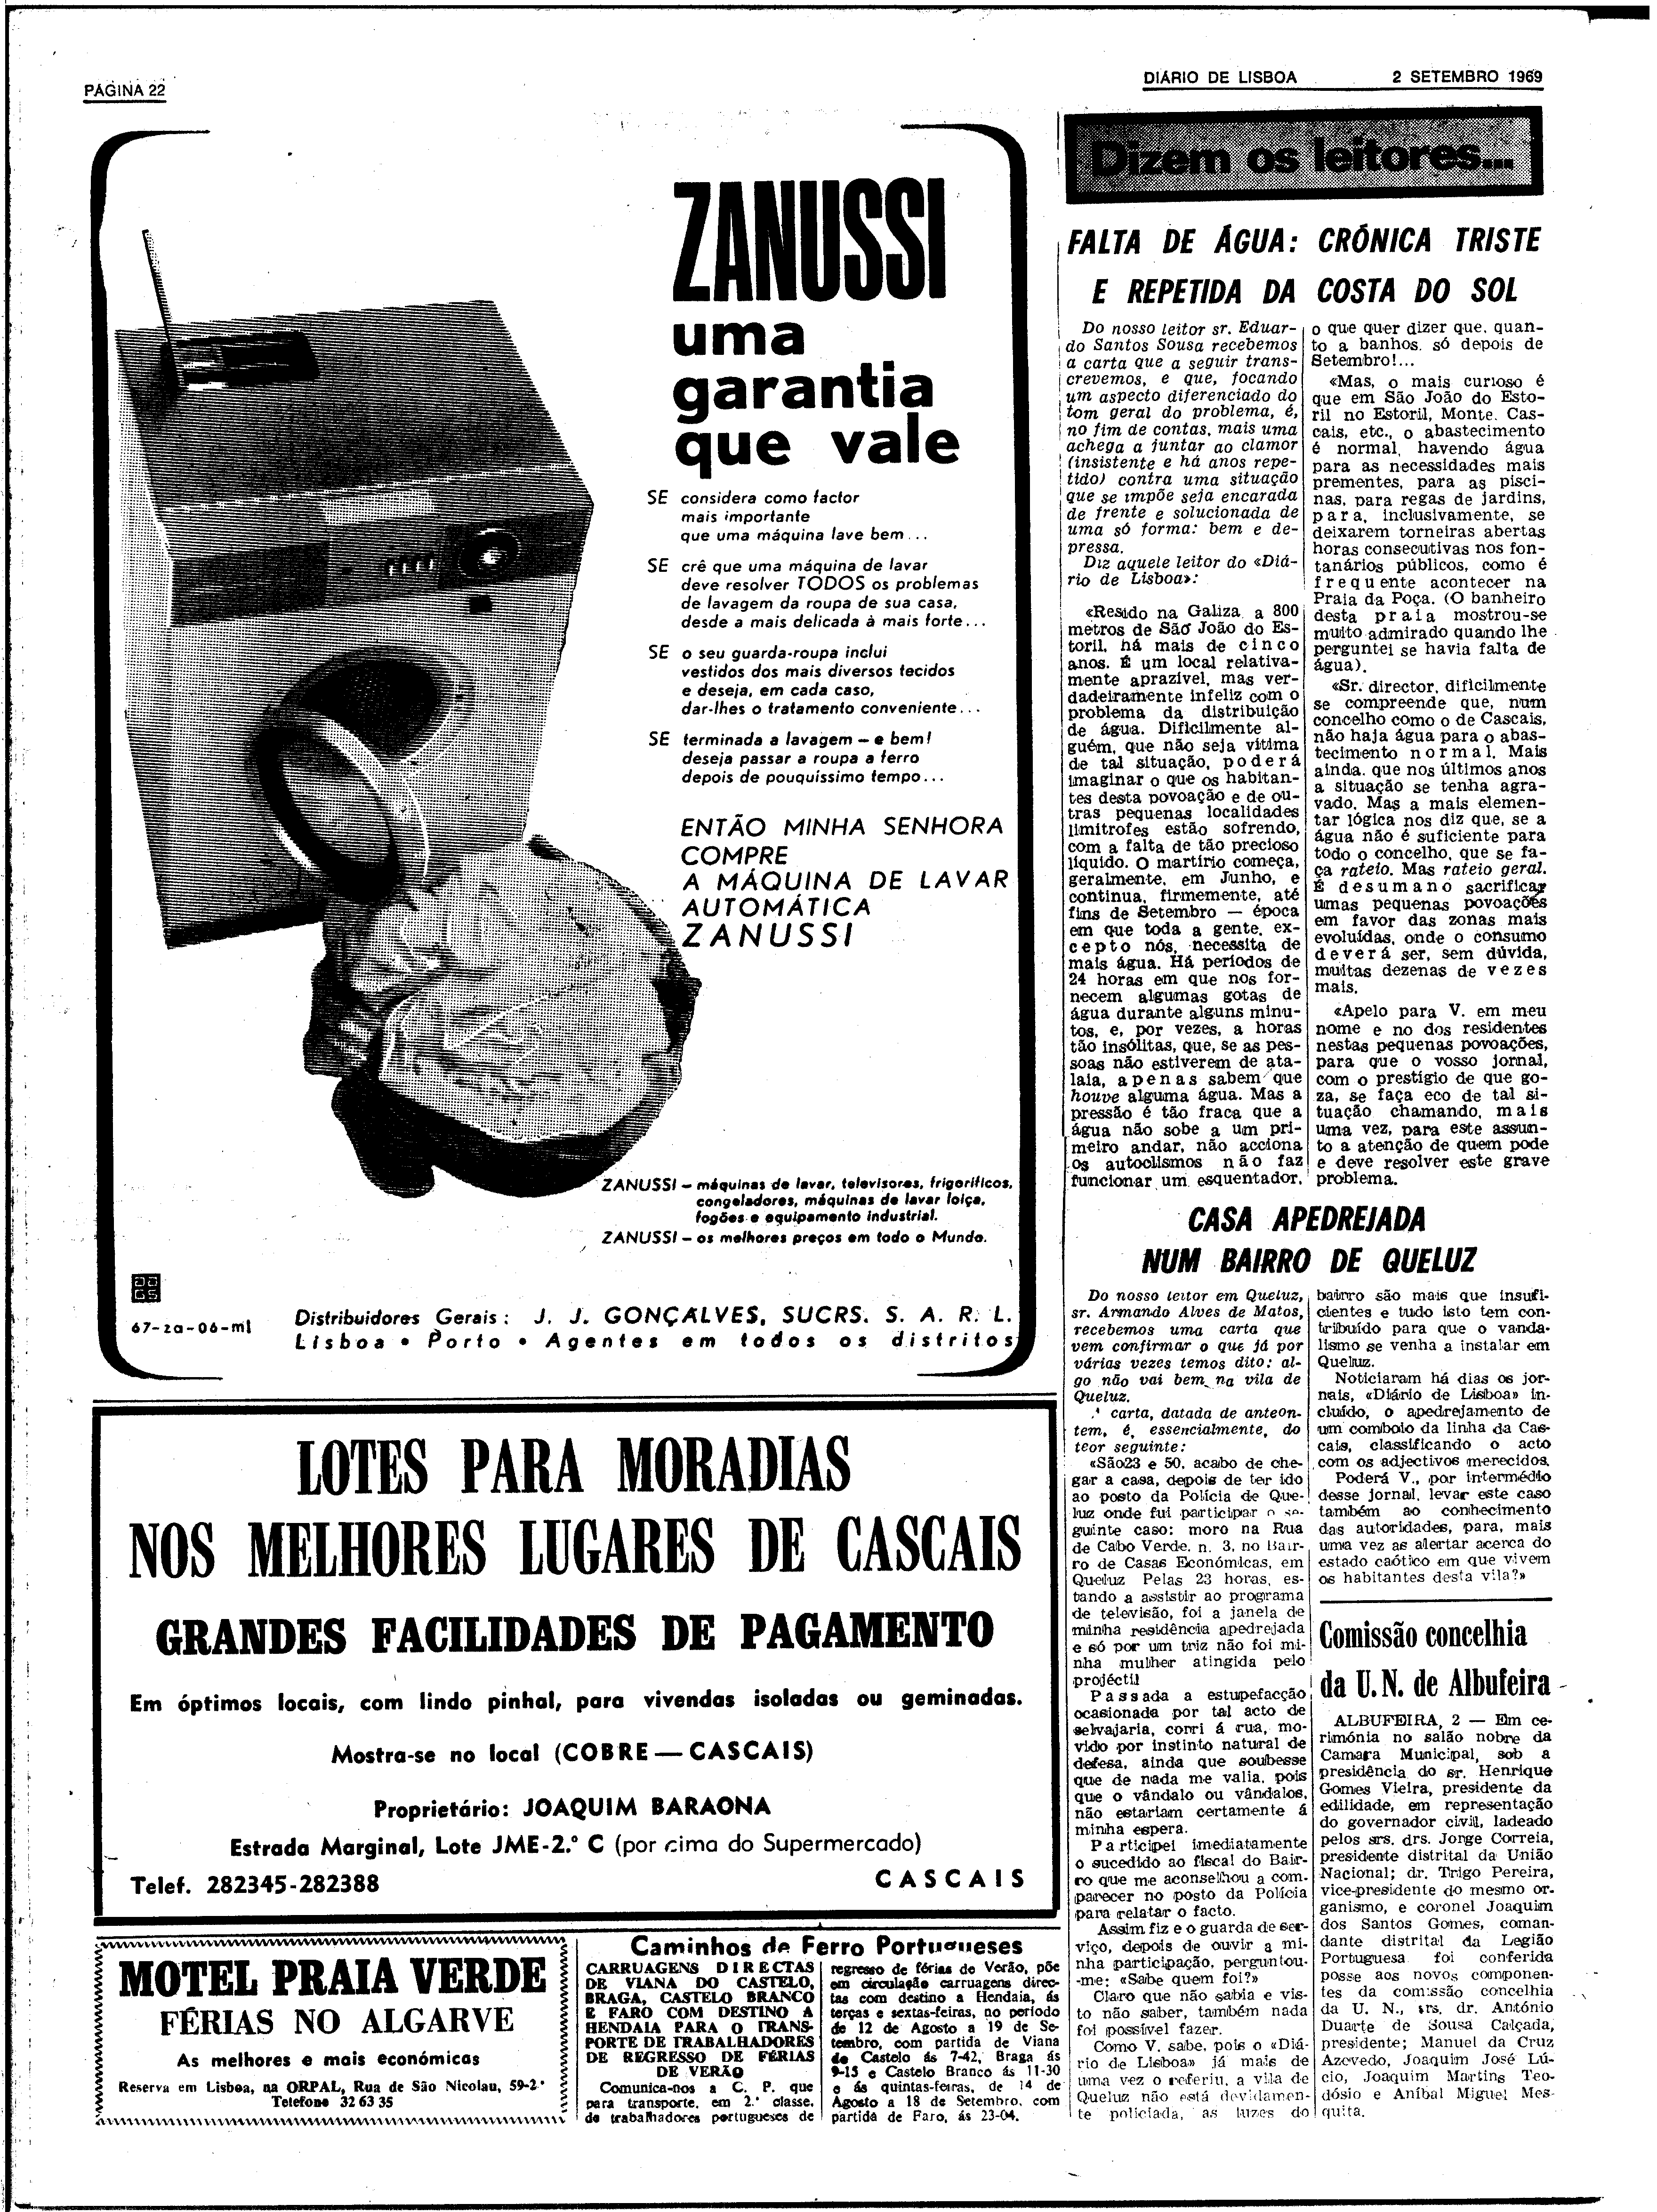 PÁGINA 22
DIÁRIO DE LISBOA
2 SETEMBRO 1969
ZANUSSI
uma
garantia
que vale
SE considera como factor
mais importante
que uma máquina lave bem...
SE crê que uma máquina de lavar
deve resolver TODOS os problemas
de lavagem da roupa de sua casa,
desde a mais delicada à mais forte...
SE o seu guarda-roupa inclui
vestidos dos mais diversos tecidos
e deseja, em cada caso,
dar-lhes o tratamento conveniente...
SE terminada a lavagem – e bem!
deseja passar a roupa a ferro
depois de pouquíssimo tempo...
ENTÃO MINHA SENHORA
COMPRE
A MÁQUINA DE LAVAR
AUTOMÁTICA
ZANUSSI
ZANUSSI – máquinas de lavar, televisores, frigoríficos,
congeladores, máquinas de lavar loiça,
fogões e equipamento industrial.
ZANUSSI – os melhores preços em todo o Mundo.
67-za-06-ml
Distribuidores Gerais: J. J. GONÇALVES, SUCRS. S. A. R. L.
Lisboa • Porto • Agentes em todos os distritos
LOTES PARA MORADIAS
NOS MELHORES LUGARES DE CASCAIS
GRANDES FACILIDADES DE PAGAMENTO
Em óptimos locais, com lindo pinhal, para vivendas isoladas ou geminadas.
Mostra-se no local (COBRE — CASCAIS)
Proprietário: JOAQUIM BARAONA
Estrada Marginal, Lote JME-2.º C (por cima do Supermercado)
Telef. 282345-282388
CASCAIS
MOTEL PRAIA VERDE
FÉRIAS NO ALGARVE
As melhores e mais económicas
Reserva em Lisboa, na ORPAL, Rua de São Nicolau, 59-2.º
Telefone 32 63 35
Caminhos de Ferro Portugueses
CARRUAGENS DIRECTAS
DE VIANA DO CASTELO,
BRAGA, CASTELO BRANCO
E FARO COM DESTINO A
HENDAIA PARA O TRANS-
PORTE DE TRABALHADORES
DE REGRESSO DE FÉRIAS
DE VERÃO
Comunica-nos a C. P. que
para transporte, em 2.ª classe,
de trabalhadores portugueses de
regresso de férias de Verão, põe
em circulação carruagens direc-
tas com destino a Hendaia, ás
terças e sextas-feiras, no período
de 12 de Agosto a 19 de Se-
tembro, com partida de Viana
do Castelo ás 7-42, Braga ás
9-15 e Castelo Branco ás 11-30
e ás quintas-feiras, de 14 de
Agosto a 18 de Setembro, com
partida de Faro, ás 23-04.
Dizem os leitores...
FALTA DE ÁGUA: CRÓNICA TRISTE
E REPETIDA DA COSTA DO SOL
Do nosso leitor sr. Eduar-
do Santos Sousa recebemos
a carta que a seguir trans-
crevemos, e que, focando
um aspecto diferenciado do
tom geral do problema, é,
no fim de contas, mais uma
achega a juntar ao clamor
(insistente e há anos repe-
tido) contra uma situação
que se impõe seja encarada
de frente e solucionada de
uma só forma: bem e de-
pressa.
Diz aquele leitor do «Diá-
rio de Lisboa»:
«Resido na Galiza, a 800
metros de São João do Es-
toril, há mais de cinco
anos. É um local relativa-
mente aprazível, mas ver-
dadeiramente infeliz com o
problema da distribuição
de água. Dificilmente al-
guém, que não seja vítima
de tal situação, poderá
imaginar o que os habitan-
tes desta povoação e de ou-
tras pequenas localidades
limítrofes estão sofrendo,
com a falta de tão precioso
líquido. O martírio começa,
geralmente, em Junho, e
continua, firmemente, até
fins de Setembro — época
em que toda a gente, ex-
cepto nós, necessita de
mais água. Há períodos de
24 horas em que nos for-
necem algumas gotas de
água durante alguns minu-
tos, e, por vezes, a horas
tão insólitas, que, se as pes-
soas não estiverem de ata-
laia, apenas sabem que
houve alguma água. Mas a
pressão é tão fraca que a
água não sobe a um pri-
meiro andar, não acciona
os autoclismos não faz
funcionar um esquentador,
o que quer dizer que, quan-
to a banhos, só depois de
Setembro!...
«Mas, o mais curioso é
que em São João do Esto-
ril no Estoril, Monte, Cas-
cais, etc., o abastecimento
é normal, havendo água
para as necessidades mais
prementes, para as pisci-
nas, para regas de jardins,
para, inclusivamente, se
deixarem torneiras abertas
horas consecutivas nos fon-
tanários públicos, como é
frequente acontecer na
Praia da Poça. (O banheiro
desta praia mostrou-se
muito admirado quando lhe
perguntei se havia falta de
água).
«Sr. director, dificilmente
se compreende que, num
concelho como o de Cascais,
não haja água para o abas-
tecimento normal. Mais
ainda, que nos últimos anos
a situação se tenha agra-
vado. Mas a mais elemen-
tar lógica nos diz que, se a
água não é suficiente para
todo o concelho, que se fa-
ça rateio. Mas rateio geral.
É desumano sacrificar
umas pequenas povoações
em favor das zonas mais
evoluídas, onde o consumo
deverá ser, sem dúvida,
muitas dezenas de vezes
mais.
«Apelo para V. em meu
nome e no dos residentes
nestas pequenas povoações,
para que o vosso jornal,
com o prestígio de que go-
za, se faça eco de tal si-
tuação chamando, mais
uma vez, para este assun-
to a atenção de quem pode
e deve resolver este grave
problema.
CASA APEDREJADA
NUM BAIRRO DE QUELUZ
Do nosso leitor em Queluz,
sr. Armando Alves de Matos,
recebemos uma carta que
vem confirmar o que já por
várias vezes temos dito: al-
go não vai bem na vila de
Queluz.
carta, datada de anteon-
tem, é, essencialmente, do
teor seguinte:
«São23 e 50, acabo de che-
gar a casa, depois de ter ido
ao posto da Polícia de Que-
luz onde fui participar o se-
guinte caso: moro na Rua
de Cabo Verde, n. 3, no Bair-
ro de Casas Económicas, em
Queluz Pelas 23 horas, es-
tando a assistir ao programa
de televisão, foi a janela de
minha residência apedrejada
e só por um triz não foi mi-
nha mulher atingida pelo
projéctil
Passada a estupefacção
ocasionada por tal acto de
selvajaria, corri á rua, mo-
vido por instinto natural de
defesa, ainda que soubesse
que de nada me valia, pois
que o vândalo ou vândalos,
não estariam certamente á
minha espera.
Participei imediatamente
o sucedido ao fiscal do Bair-
ro que me aconselhou a com-
parecer no posto da Polícia
para relatar o facto.
Assim fiz e o guarda de ser-
viço, depois de ouvir a mi-
nha participação, perguntou-
-me: «Sabe quem foi?»
Claro que não sabia e vis-
to não saber, também nada
foi possível fazer.
Como V. sabe, pois o «Diá-
rio de Lisboa» já mais de
uma vez o referiu, a vila de
Queluz não está devidamen-
te policiada, as luzes do
bairro são mais que insufi-
cientes e tudo isto tem con-
tribuído para que o vanda-
lismo se venha a instalar em
Queluz.
Noticiaram há dias os jor-
nais, «Diário de Lisboa» in-
cluído, o apedrejamento de
um comboio da linha da Cas-
cais, classificando o acto
com os adjectivos merecidos.
Poderá V., por intermédio
desse jornal, levar este caso
também ao conhecimento
das autoridades, para, mais
uma vez as alertar acerca do
estado caótico em que vivem
os habitantes desta vila?»
Comissão concelhia
da U. N. de Albufeira
ALBUFEIRA, 2 — Em ce-
rimónia no salão nobre da
Camara Municipal, sob a
presidência do sr. Henrique
Gomes Vieira, presidente da
edilidade, em representação
do governador civil, ladeado
pelos srs. drs. Jorge Correia,
presidente distrital da União
Nacional; dr. Trigo Pereira,
vice-presidente do mesmo or-
ganismo, e coronel Joaquim
dos Santos Gomes, coman-
dante distrital da Legião
Portuguesa foi conferida
posse aos novos componen-
tes da comissão concelhia
da U. N., srs. dr. António
Duarte de Sousa Calçada,
presidente; Manuel da Cruz
Azevedo, Joaquim José Lú-
cio, Joaquim Martins Teo-
dósio e Aníbal Miguel Mes-
quita.